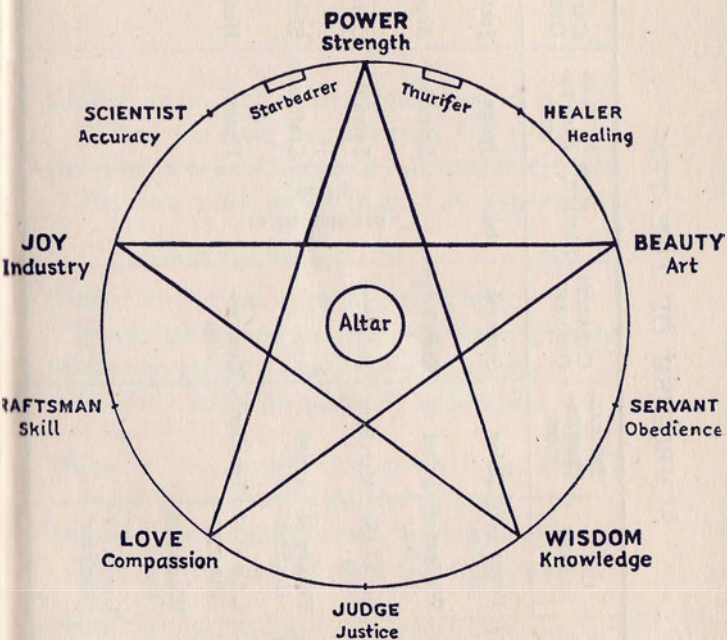 POWER
Strength
Starbearer
Thurifer
SCIENTIST
Accuracy
HEALER
Healing
JOY
Industry
BEAUTY
Art
Altar
RAFTSMAN
Skill
SERVANT
Obedience
LOVE
Compassion
WISDOM
Knowledge
JUDGE
Justice